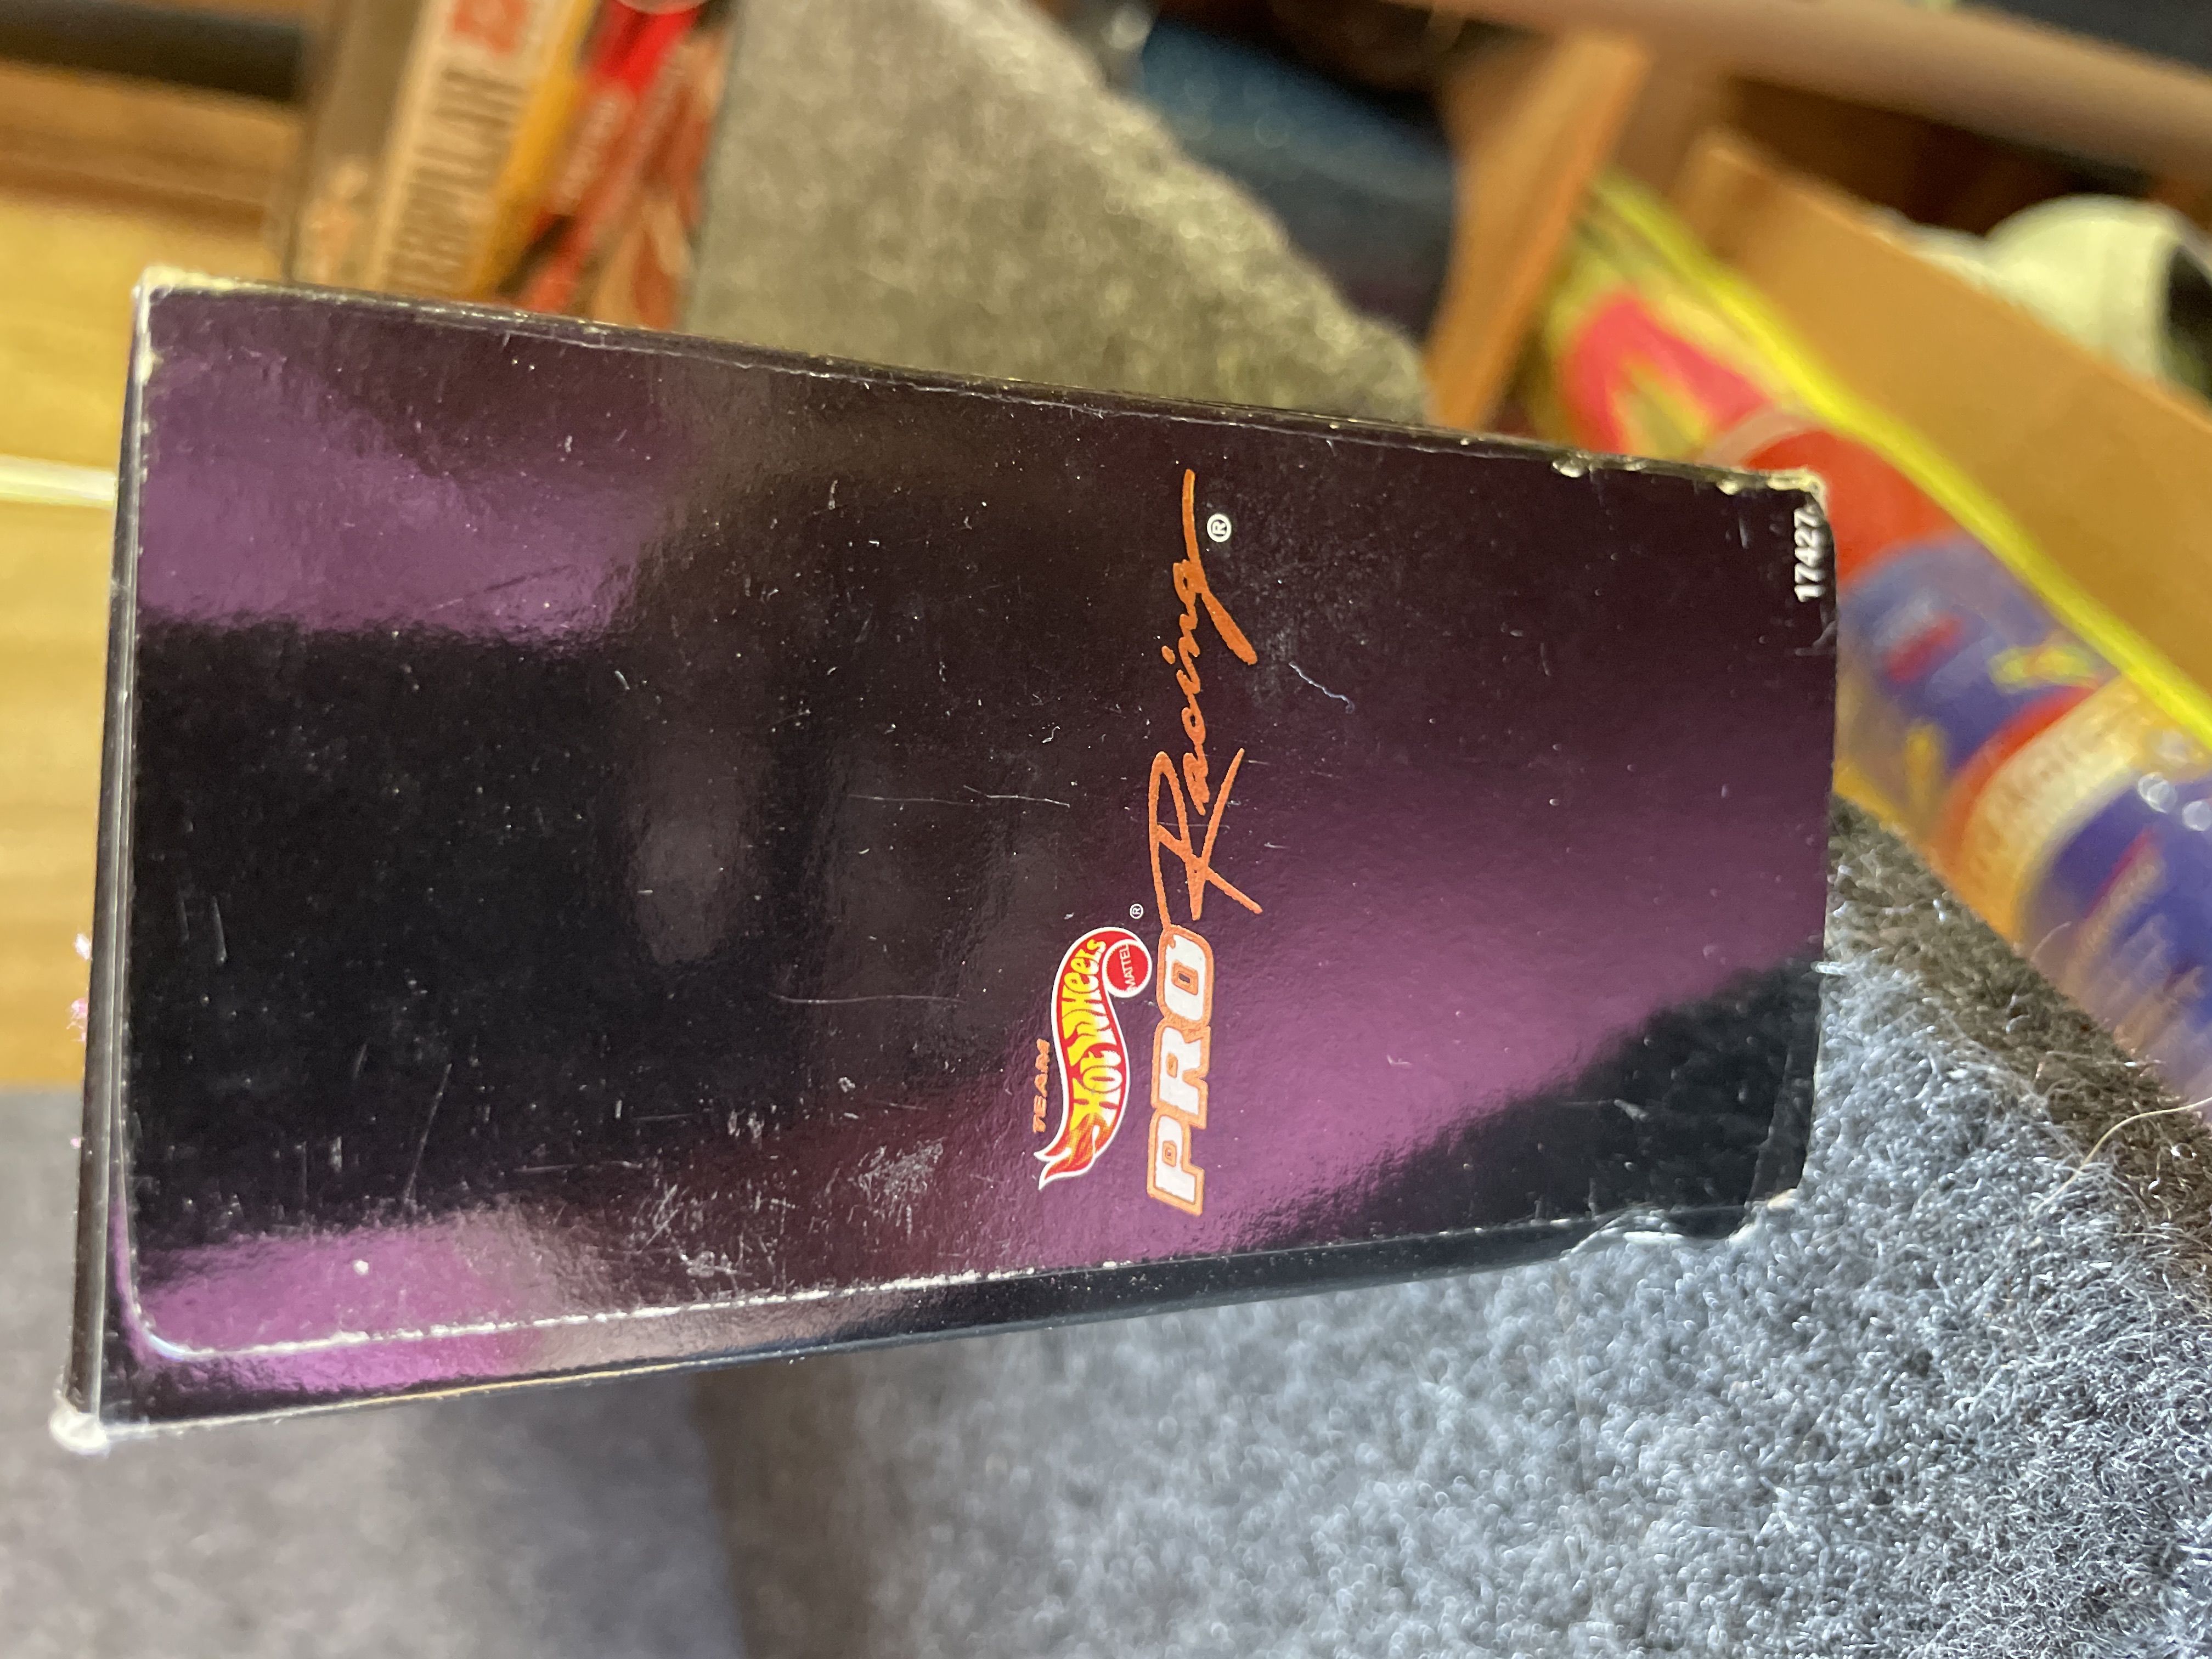 TEAM
Hot Wheels ®
MATTEL
PRO Racing ®
17427